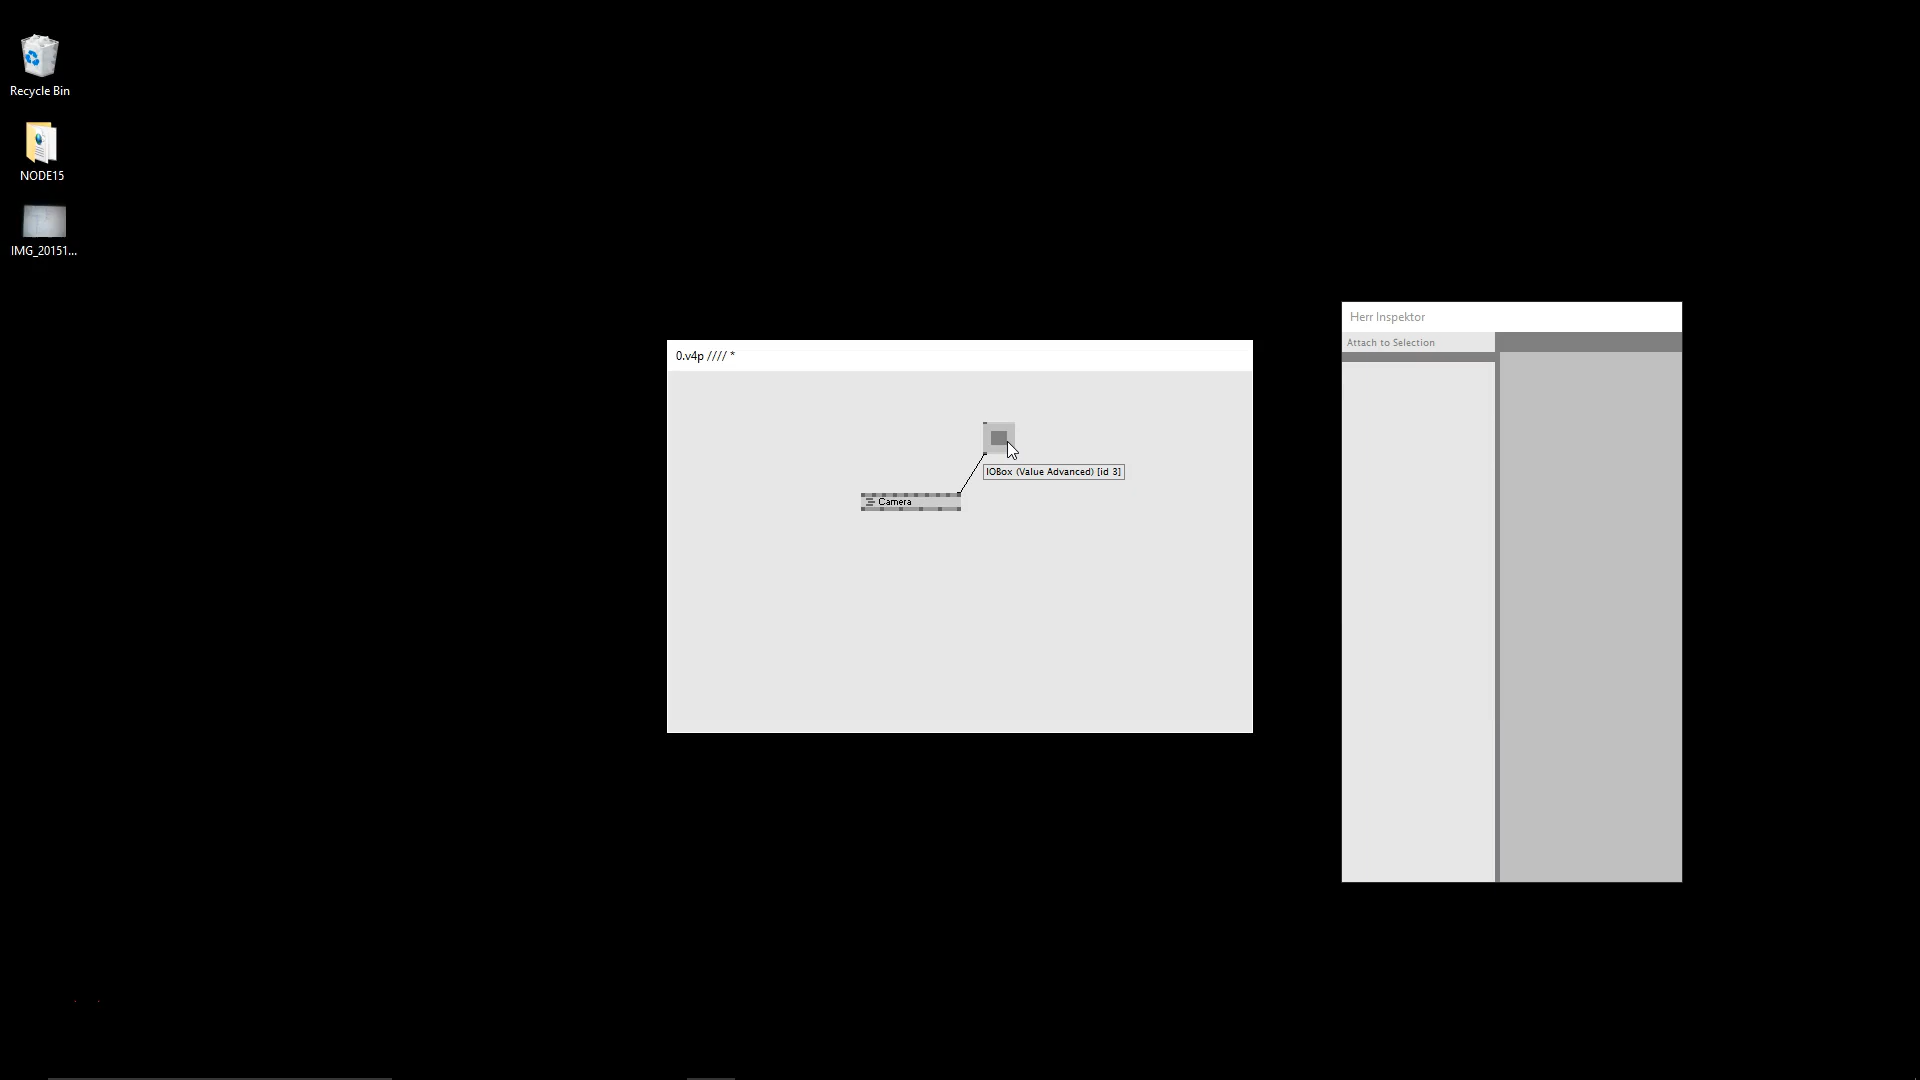 Recycle Bin
NODE15
IMG_20151...
0.v4p //// *
IOBox (Value Advanced) [id 3]
Camera
Herr Inspektor
Attach to Selection